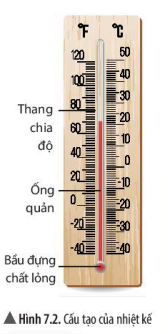 °F °C
120 50
100 40
30
Thang
chia
độ
80
20
60
10
40 0
Ống
quản
20 -10
0 -20
-20 -30
-40 -40
Bầu đựng
chất lỏng
▲ Hình 7.2. Cấu tạo của nhiệt kế